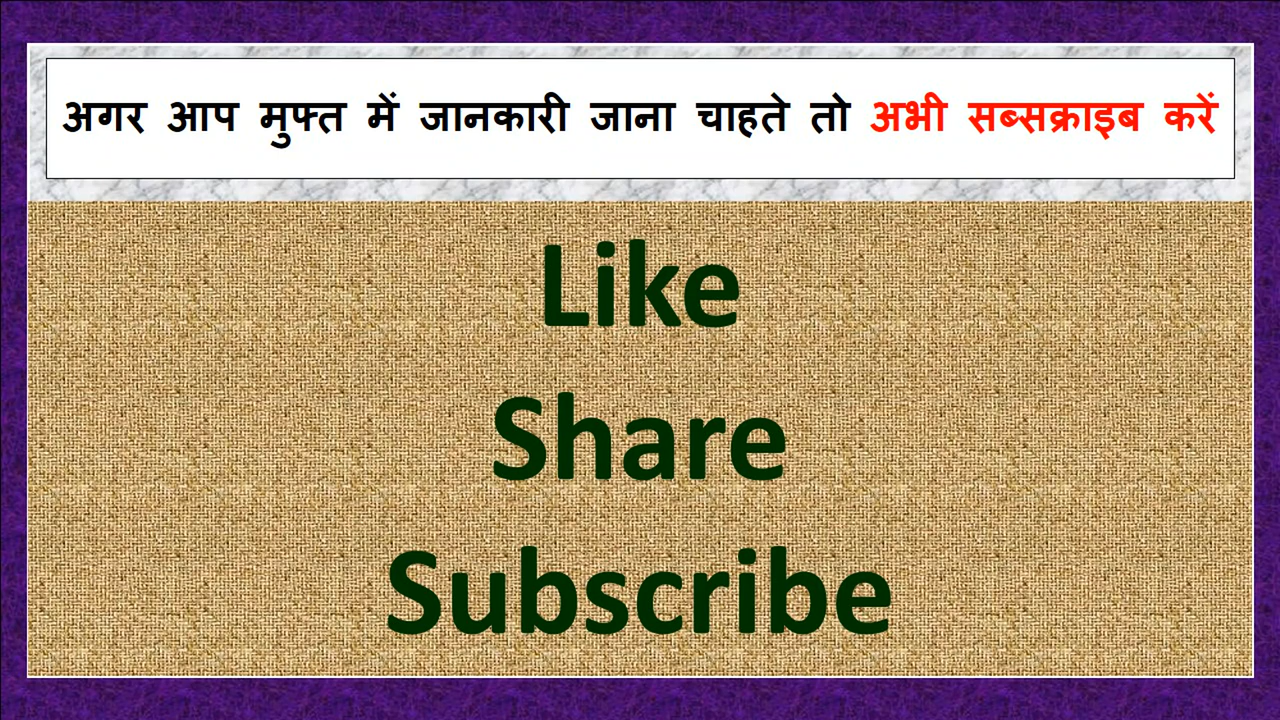 अगर आप मुफ्त में जानकारी जाना चाहते तो अभी सब्सक्राइब करें
Like
Share
Subscribe